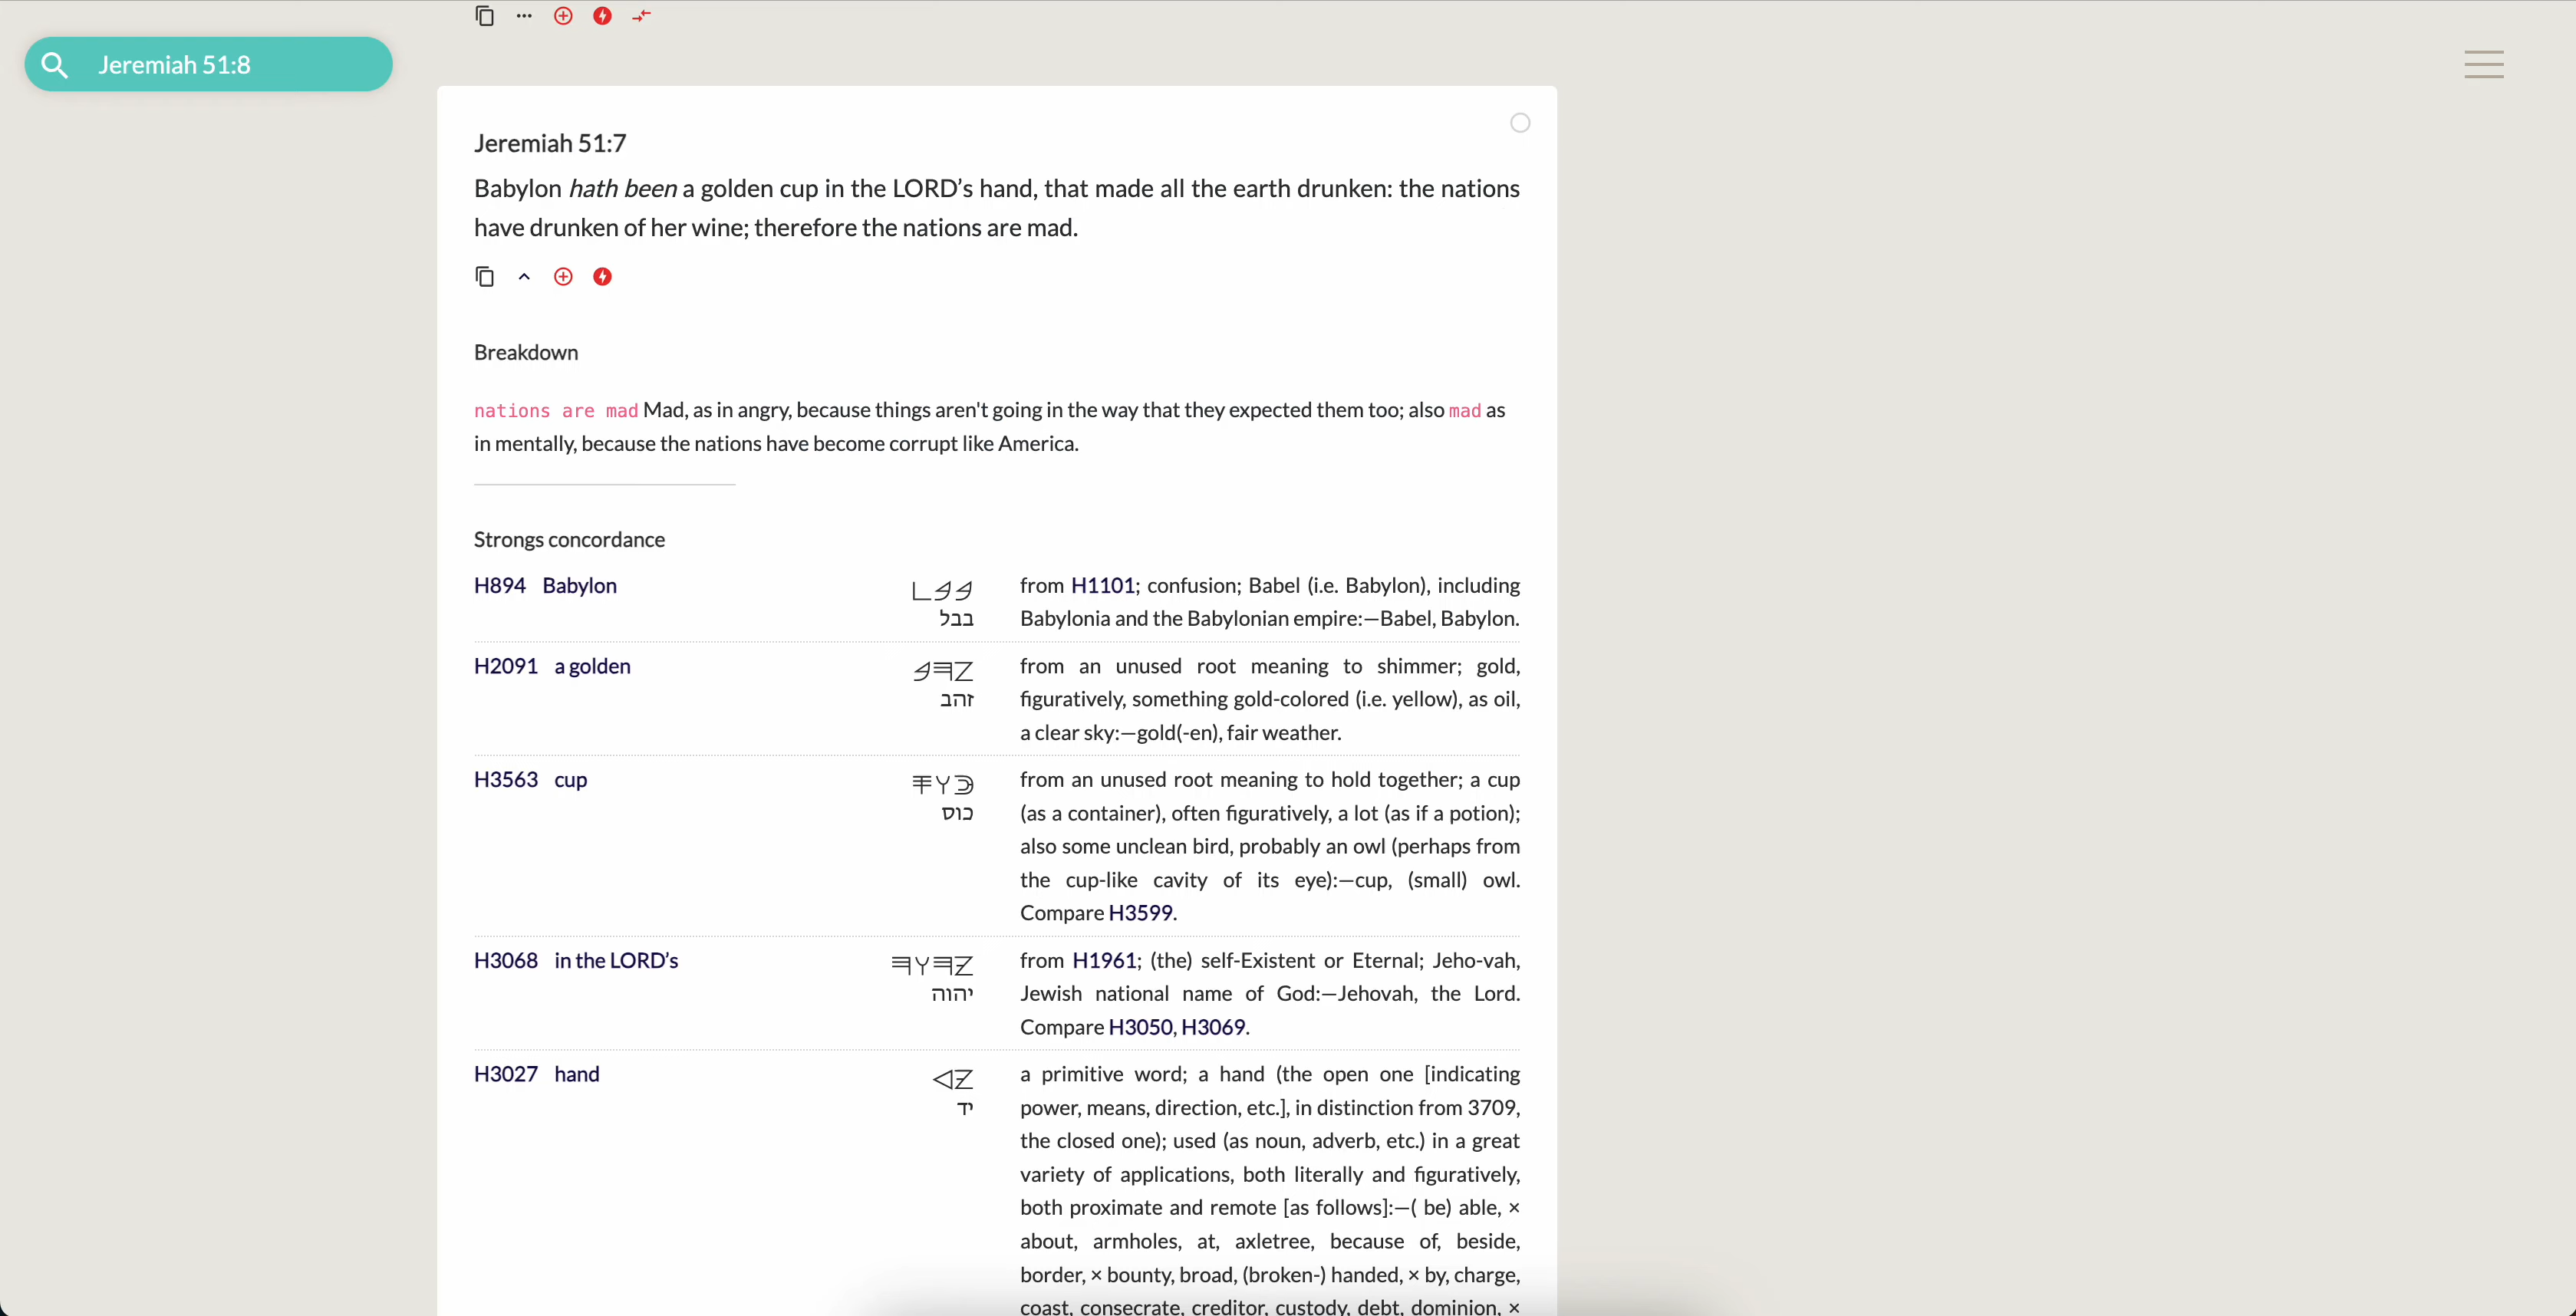 Jeremiah 51:8
Jeremiah 51:7
Babylon hath been a golden cup in the LORD’s hand, that made all the earth drunken: the nations
have drunken of her wine; therefore the nations are mad.
Breakdown
nations are mad Mad, as in angry, because things aren't going in the way that they expected them too; also mad as
in mentally, because the nations have become corrupt like America.
Strongs concordance
H894 Babylon
𐤁𐤁𐤋
בבל
from H1101; confusion; Babel (i.e. Babylon), including
Babylonia and the Babylonian empire:—Babel, Babylon.
H2091 a golden
𐤆𐤄𐤁
זהב
from an unused root meaning to shimmer; gold,
figuratively, something gold-colored (i.e. yellow), as oil,
a clear sky:—gold(-en), fair weather.
H3563 cup
𐤊𐤅𐤎
כוס
from an unused root meaning to hold together; a cup
(as a container), often figuratively, a lot (as if a potion);
also some unclean bird, probably an owl (perhaps from
the cup-like cavity of its eye):—cup, (small) owl.
Compare H3599.
H3068 in the LORD’s
𐤉𐤄𐤅𐤄
יהוה
from H1961; (the) self-Existent or Eternal; Jeho-vah,
Jewish national name of God:—Jehovah, the Lord.
Compare H3050, H3069.
H3027 hand
𐤉𐤃
יד
a primitive word; a hand (the open one [indicating
power, means, direction, etc.], in distinction from 3709,
the closed one); used (as noun, adverb, etc.) in a great
variety of applications, both literally and figuratively,
both proximate and remote [as follows]:—( be) able, ×
about, armholes, at, axletree, because of, beside,
border, × bounty, broad, (broken-) handed, × by, charge,
coast, consecrate, creditor, custody, debt, dominion, ×